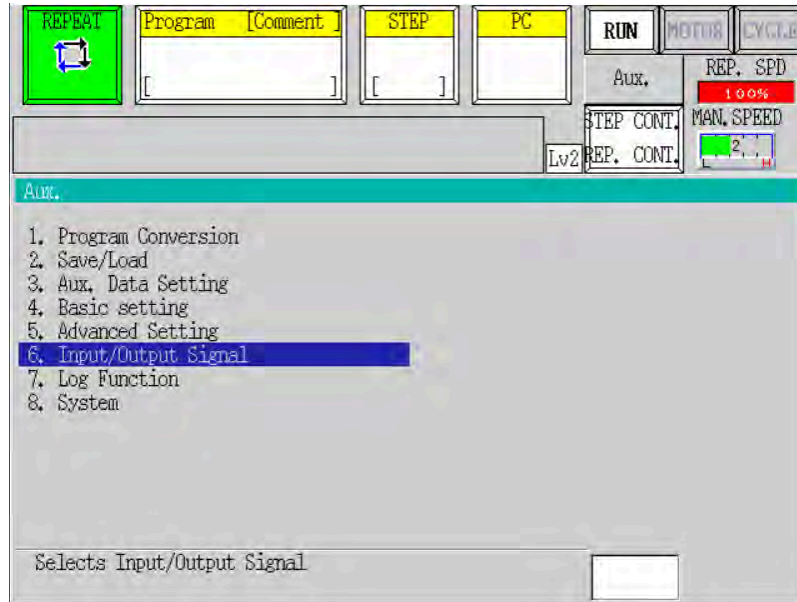 REPEAT
Program [Comment ]
STEP
PC
RUN
MOTOR
CYCLE
[ ]
[ ]
Aux.
REP. SPD
100%
STEP CONT.
MAN. SPEED
Lv2
REP. CONT.
2
L H
Aux.
1. Program Conversion
2. Save/Load
3. Aux. Data Setting
4. Basic setting
5. Advanced Setting
6. Input/Output Signal
7. Log Function
8. System
Selects Input/Output Signal